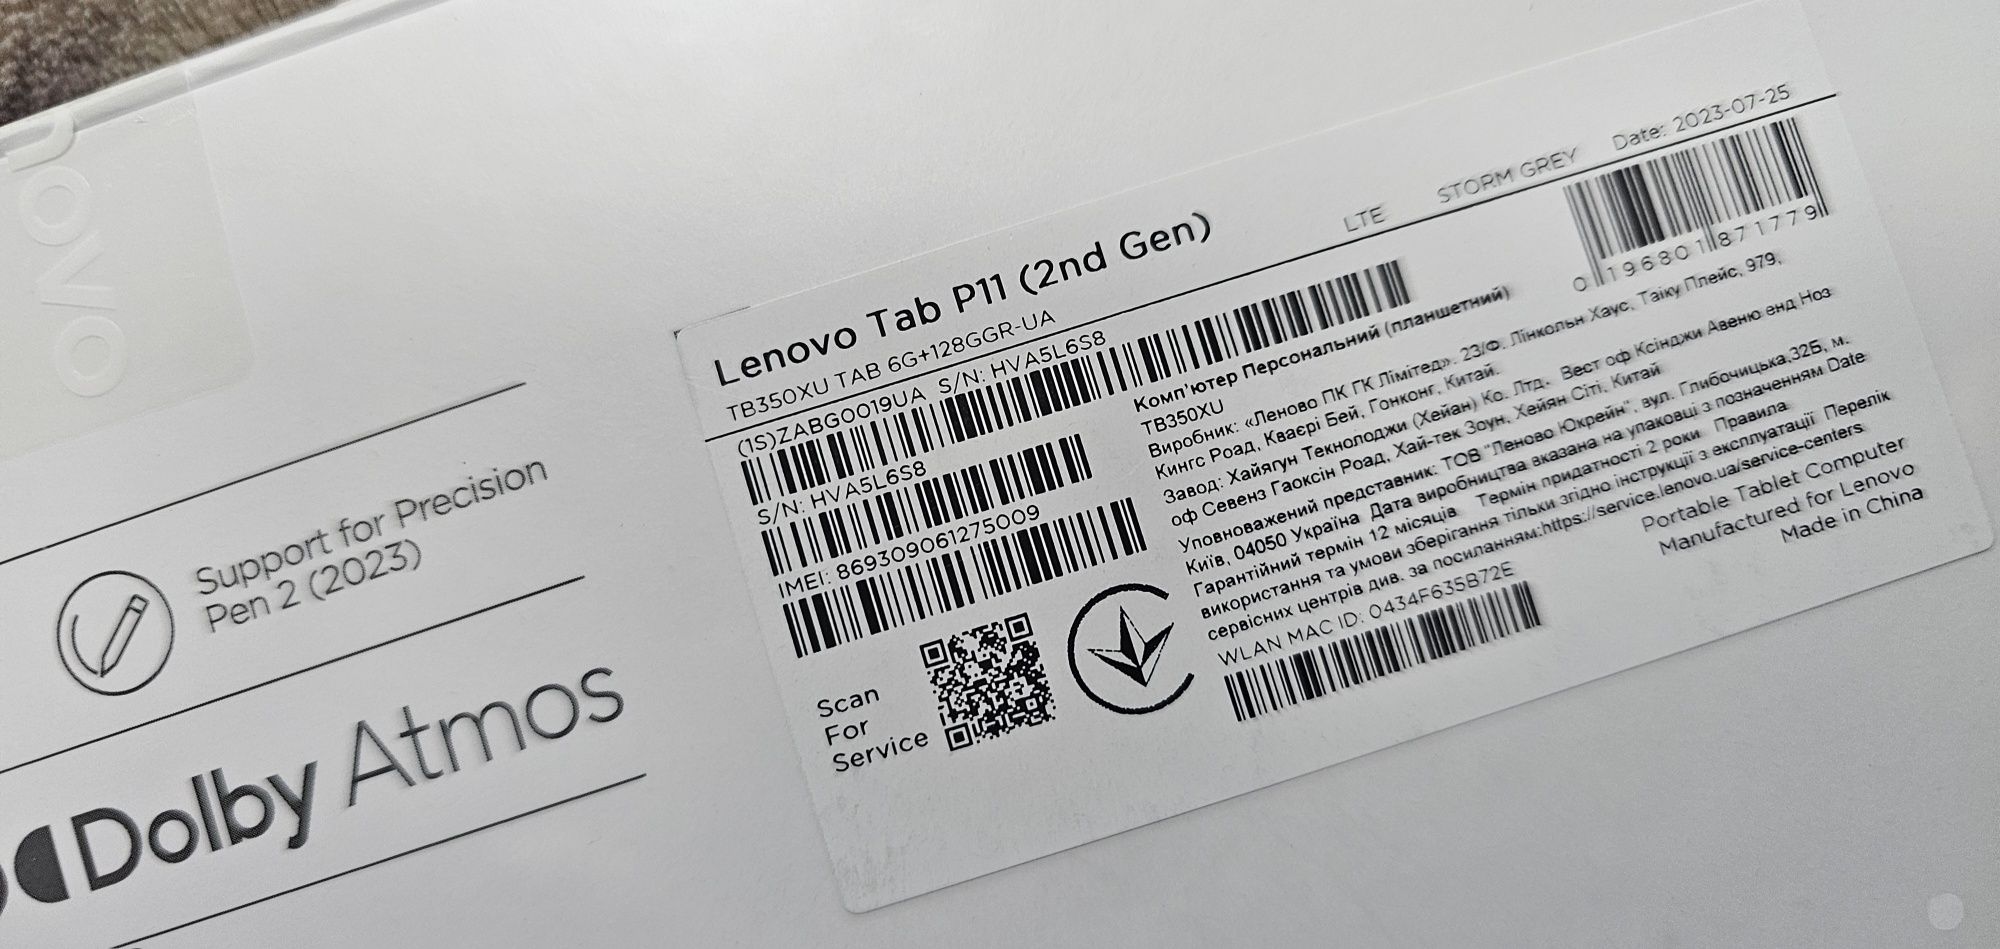 novo
Support for Precision
Pen 2 (2023)
Dolby Atmos
Lenovo Tab P11 (2nd Gen)
TB350XU TAB 6G+128GGR-UA
LTE
STORM GREY
Date: 2023-07-25
(1S)ZABG0019UA S/N: HVA5L6S8
S/N: HVA5L6S8
IMEI: 869309061275009
Scan
For
Service
0 196801 871779
Комп'ютер Персональний (планшетний)
TB350XU
Виробник: «Леново ПК ГК Лімітед». 23/Ф. Лінкольн Хаус, Таіку Плейс, 979,
Кингс Роад, Кваєрі Бей, Гонконг, Китай.
Завод: Хайягун Текнолоджи (Хейан) Ко. Лтд. Вест оф Ксінджи Авеню енд Ноз
оф Севенз Гаоксін Роад, Хай-тек Зоун, Хейян Сіті, Китай
Уповноважений представник: ТОВ "Леново Юкрейн", вул. Глибочицька,32Б, м.
Київ, 04050 Україна Дата виробництва вказана на упаковці з позначенням Date
Гарантійний термін 12 місяців Термін придатності 2 роки Правила
використання та умови зберігання тільки згідно інструкції з експлуатації Перелік
сервісних центрів див. за посиланням:https://service.lenovo.ua/service-centers
WLAN MAC ID: 0434F635B72E
Portable Tablet Computer
Manufactured for Lenovo
Made in China